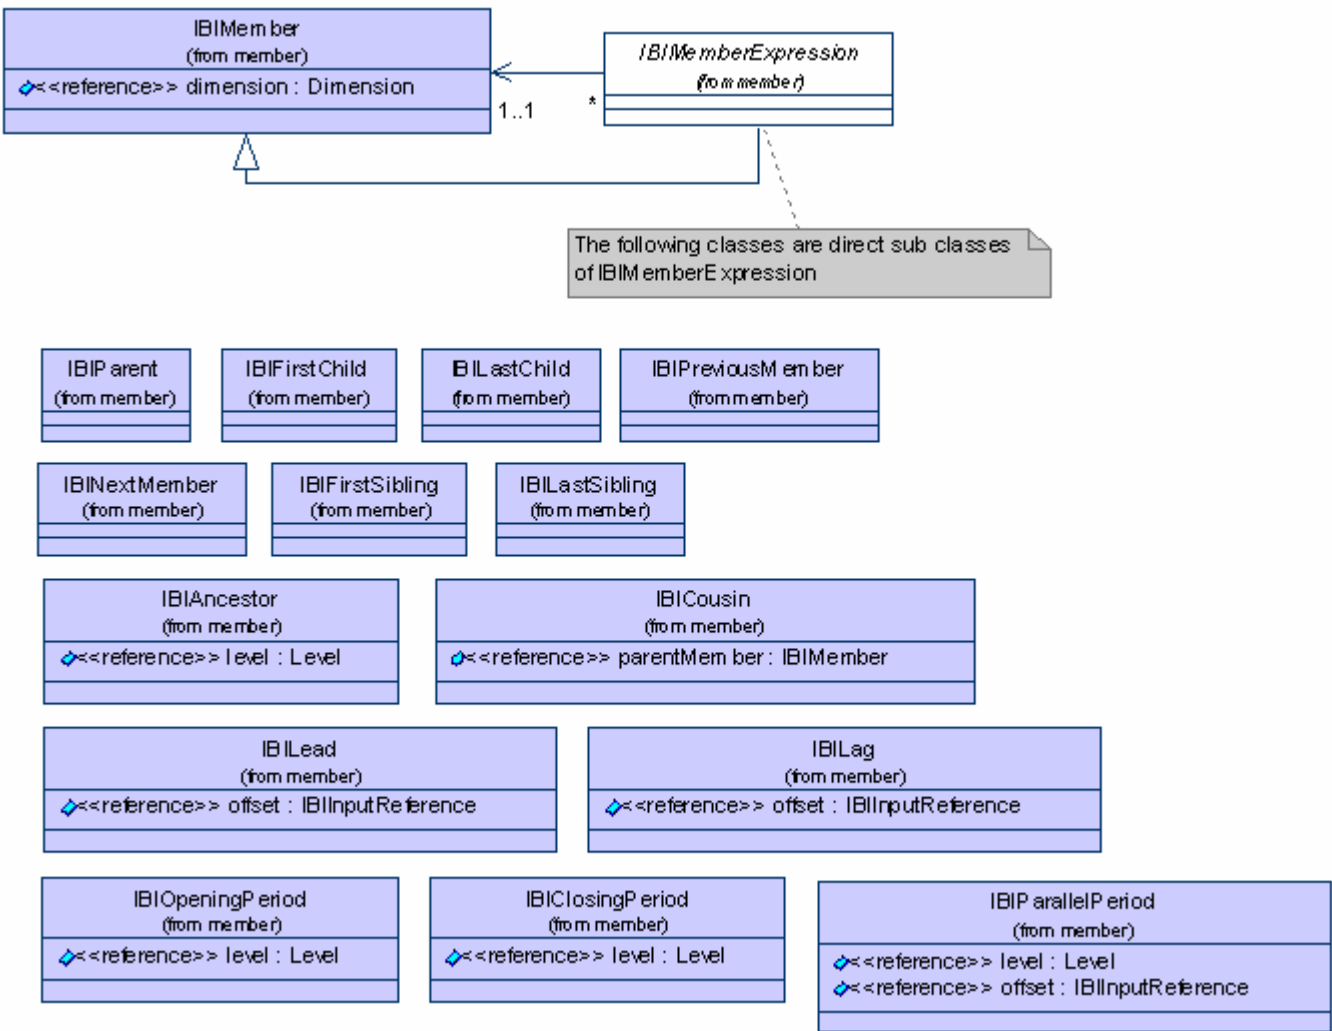 IBIMember
(from member)
<<reference>> dimension : Dimension
IBIMemberExpression
(from member)
1..1
*
The following classes are direct sub classes
of IBIMemberExpression
IBIParent
(from member)
IBIFirstChild
(from member)
IBILastChild
(from member)
IBIPreviousMember
(from member)
IBINextMember
(from member)
IBIFirstSibling
(from member)
IBILastSibling
(from member)
IBIAncestor
(from member)
<<reference>> level : Level
IBICousin
(from member)
<<reference>> parentMember : IBIMember
IBILead
(from member)
<<reference>> offset : IBIInputReference
IBILag
(from member)
<<reference>> offset : IBIInputReference
IBIOpeningPeriod
(from member)
<<reference>> level : Level
IBIClosingPeriod
(from member)
<<reference>> level : Level
IBIParallelPeriod
(from member)
<<reference>> level : Level
<<reference>> offset : IBIInputReference